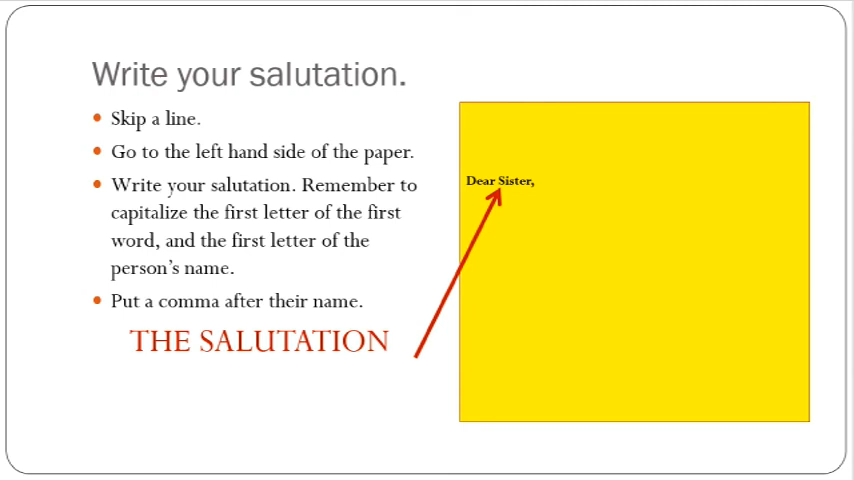 Write your salutation.
• Skip a line.
• Go to the left hand side of the paper.
• Write your salutation. Remember to
capitalize the first letter of the first
word, and the first letter of the
person's name.
• Put a comma after their name.
THE SALUTATION
Dear Sister,